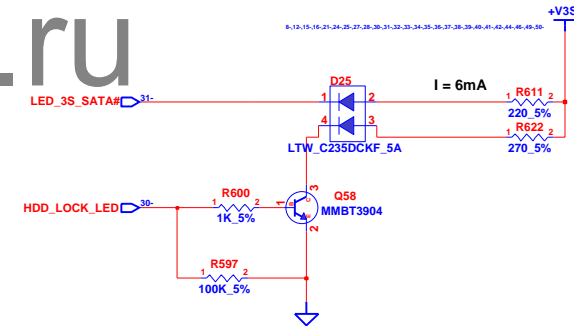 .ru
+V3S
8-,12-,15-,16-,21-,24-,25-,27-,28-,30-,31-,32-,33-,34-,35-,36-,37-,38-,39-,40-,41-,42-,44-,46-,49-,50-
D25
I = 6mA
LED_3S_SATA# 31- 1 2 1 R611 2
220_5%
4 3 1 R622 2
LTW_C235DCKF_5A 270_5%
3
R600 Q58
HDD_LOCK_LED 30- 1 2 1 B C E MMBT3904
1K_5%
2
R597
1 2
100K_5%